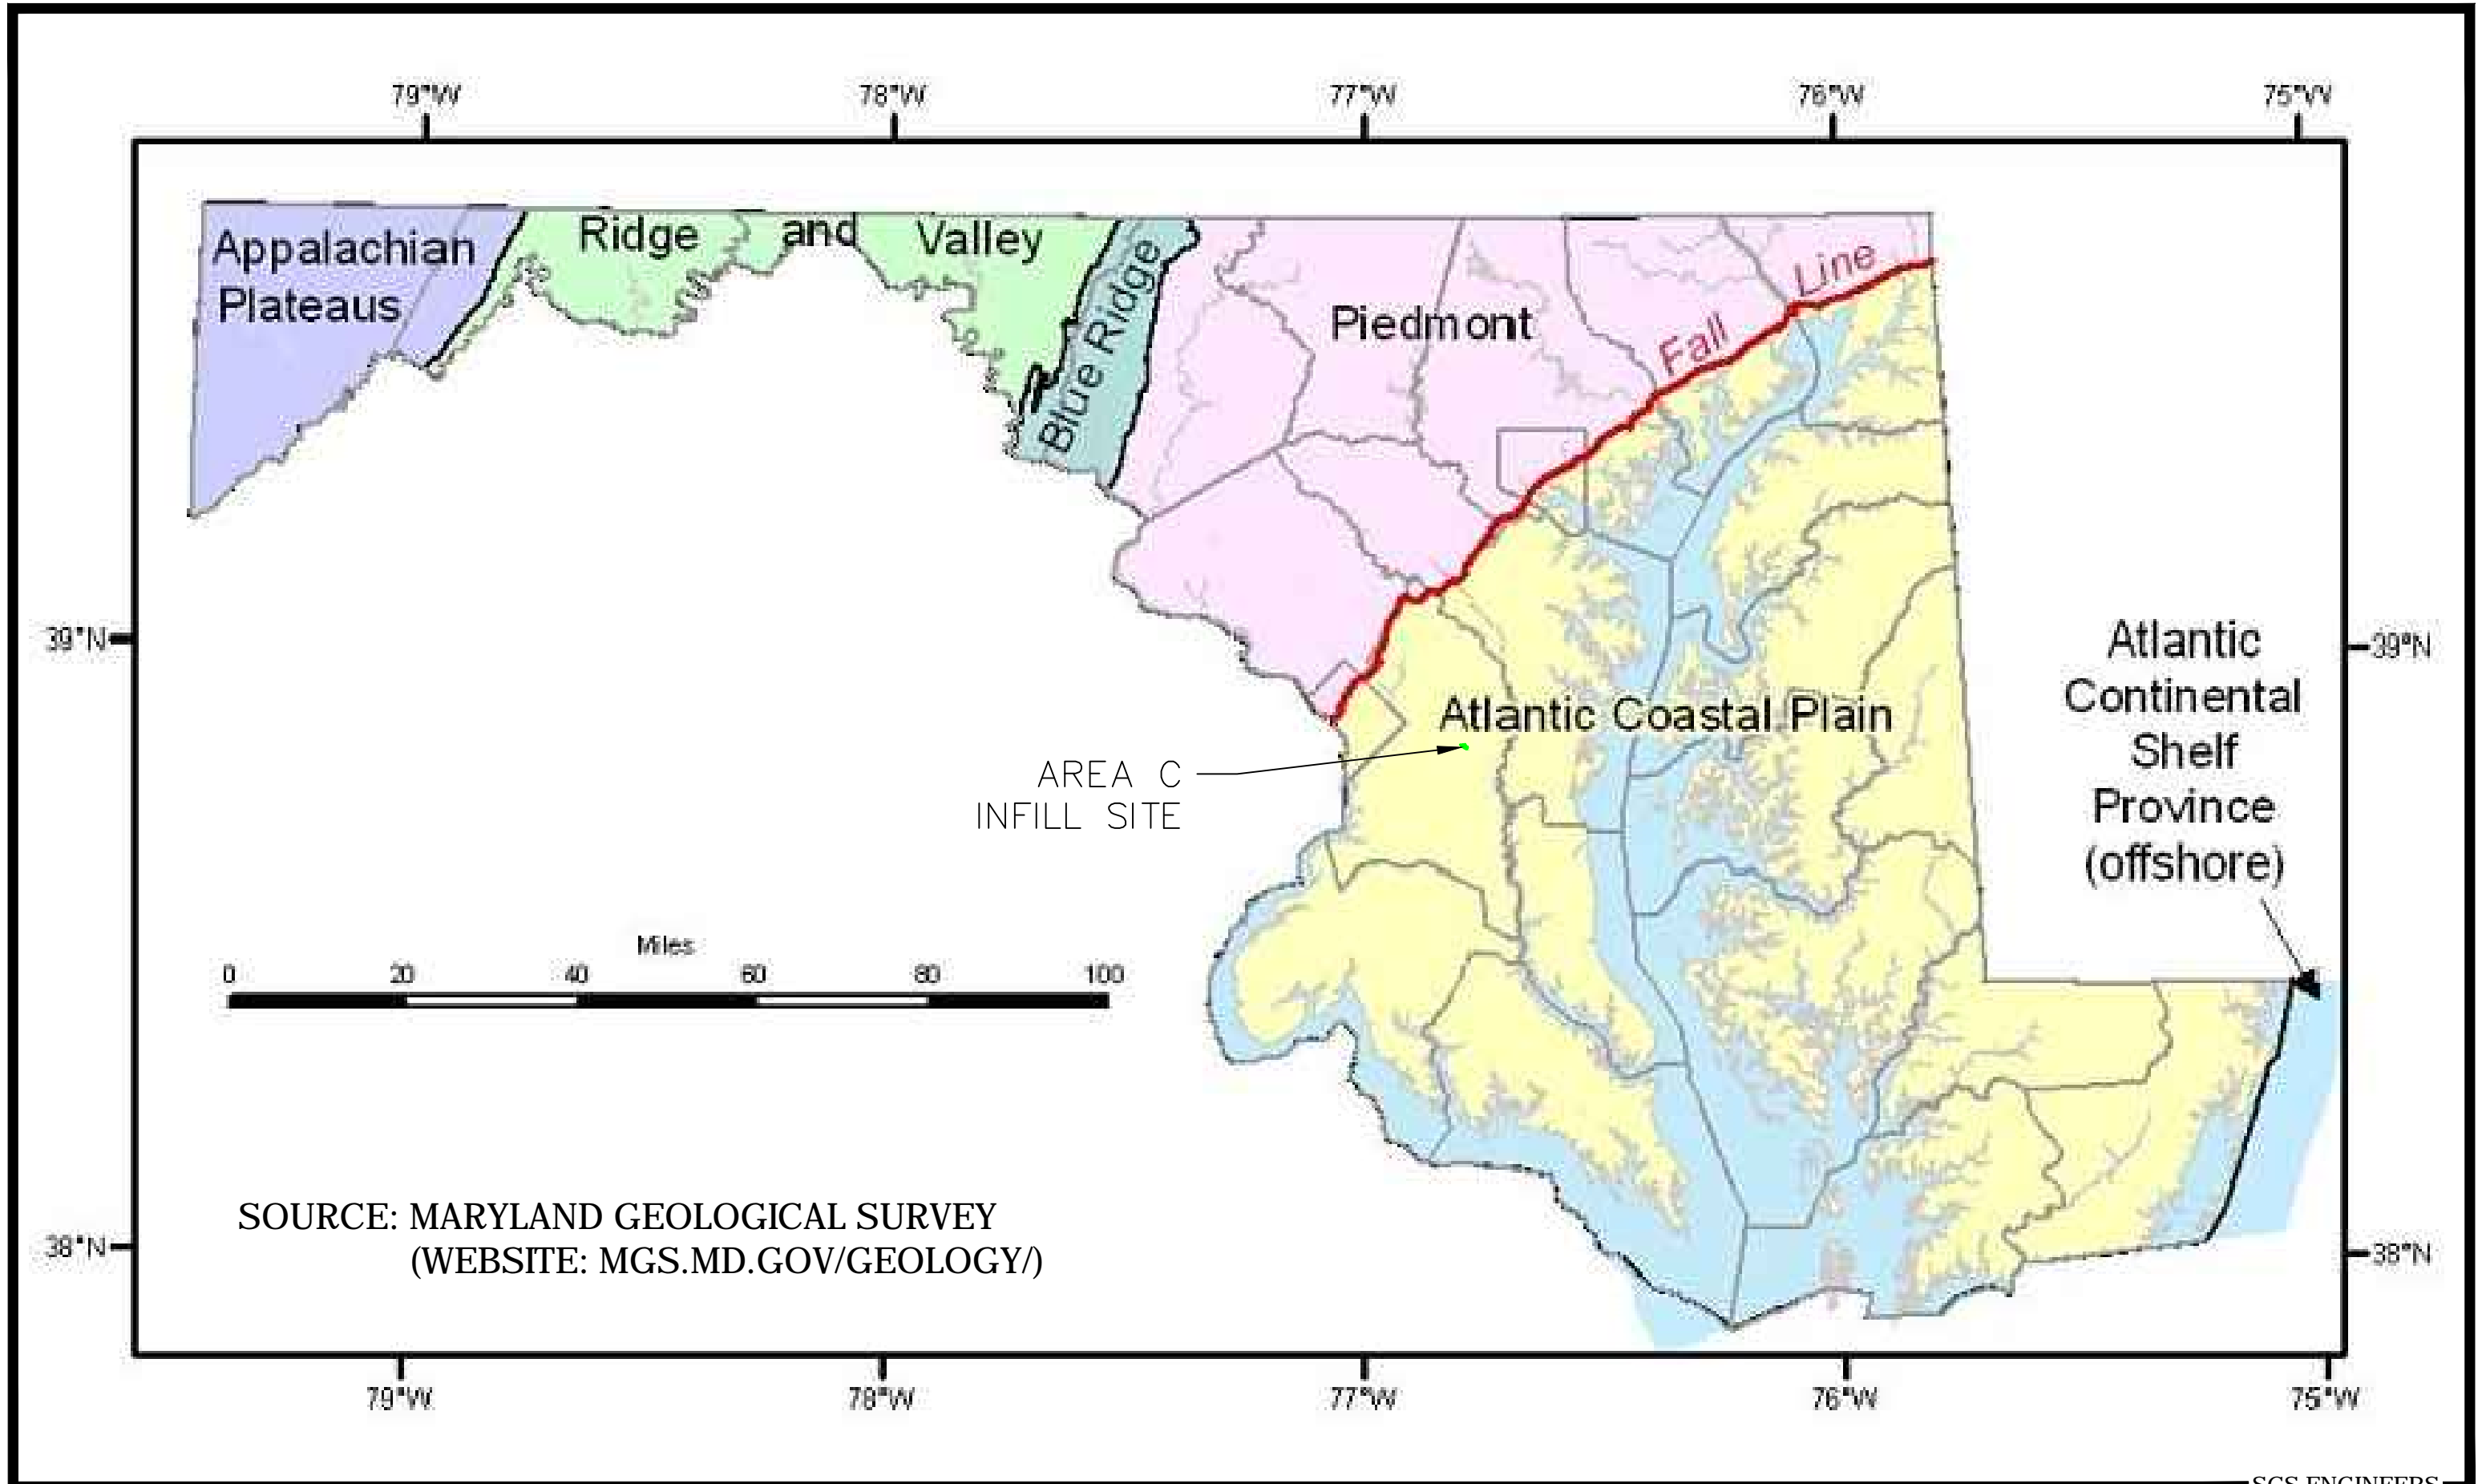 79°W 78°W 77°W 76°W 75°W
Appalachian
Plateaus
Ridge and Valley
Blue Ridge
Piedmont
Fall Line
39°N
39°N
Atlantic
Continental
Shelf
Province
(offshore)
Atlantic Coastal Plain
AREA C
INFILL SITE
Miles
0 20 40 60 80 100
SOURCE: MARYLAND GEOLOGICAL SURVEY
(WEBSITE: MGS.MD.GOV/GEOLOGY/)
38°N
38°N
79°W 78°W 77°W 76°W 75°W
SCS ENGINEERS